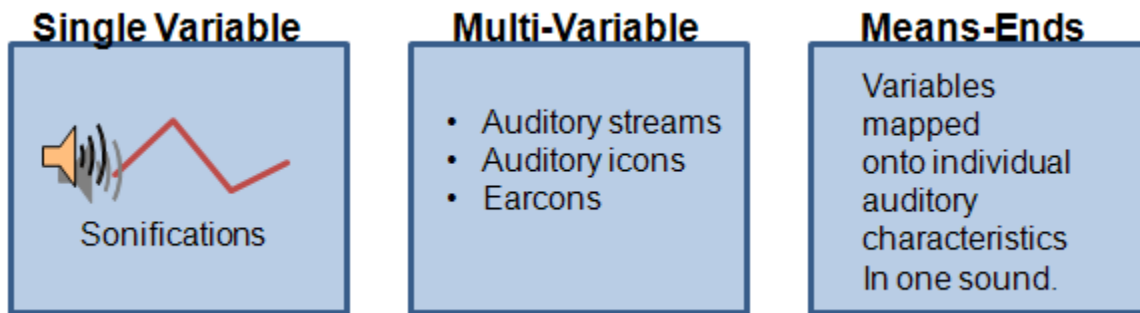 Single Variable
Sonifications
Multi-Variable
• Auditory streams
• Auditory icons
• Earcons
Means-Ends
Variables
mapped
onto individual
auditory
characteristics
In one sound.